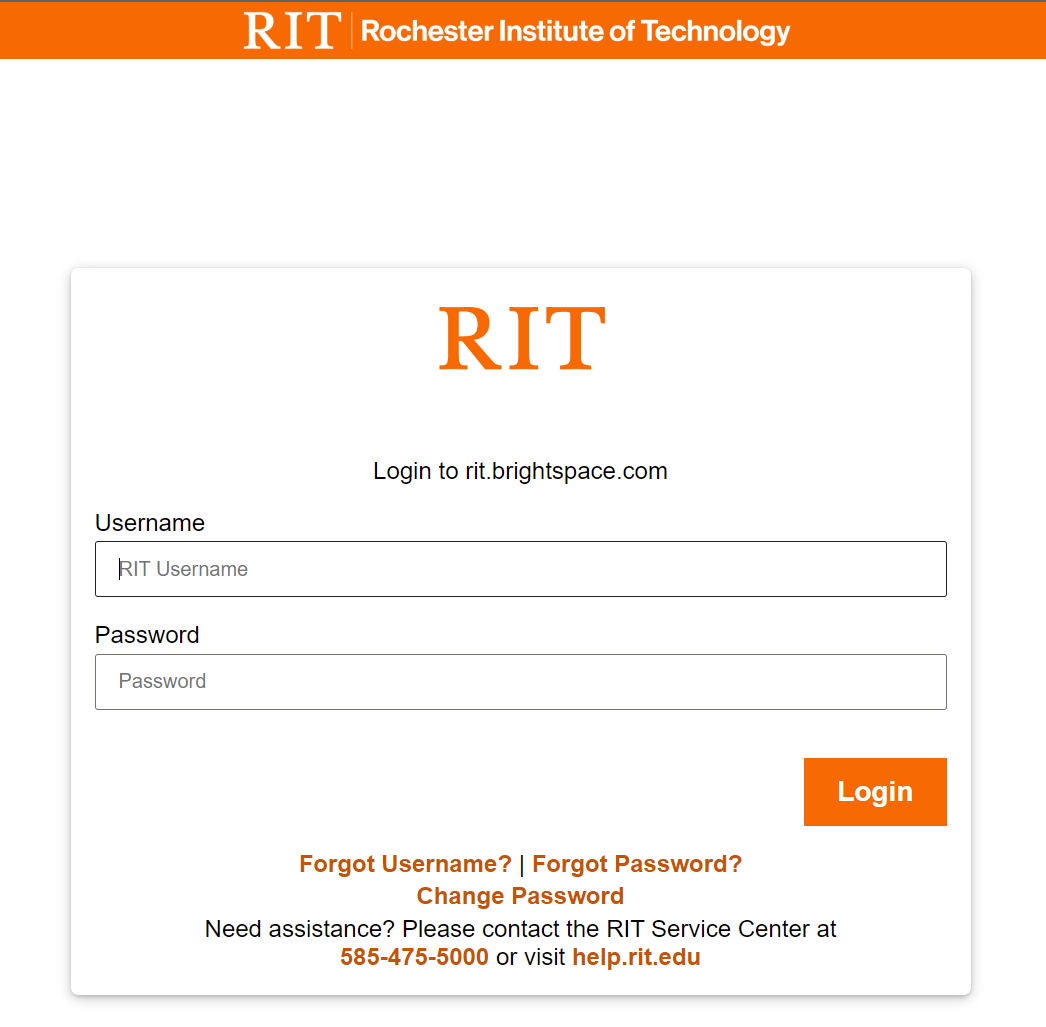 RIT | Rochester Institute of Technology
RIT
Login to rit.brightspace.com
Username
RIT Username
Password
Password
Login
Forgot Username? | Forgot Password?
Change Password
Need assistance? Please contact the RIT Service Center at
585-475-5000 or visit help.rit.edu